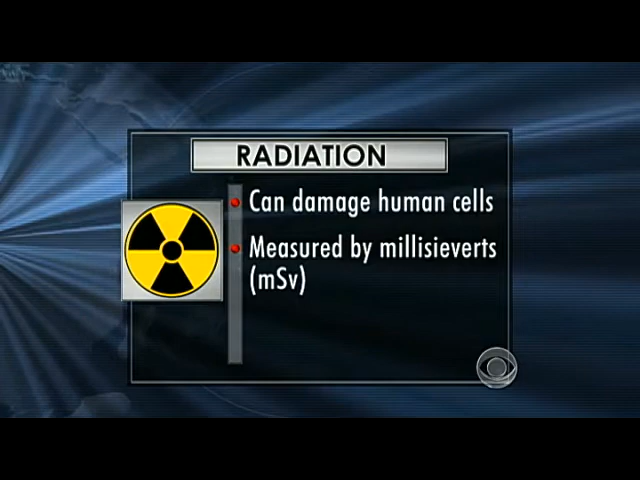 RADIATION
Can damage human cells
Measured by millisieverts
(mSv)